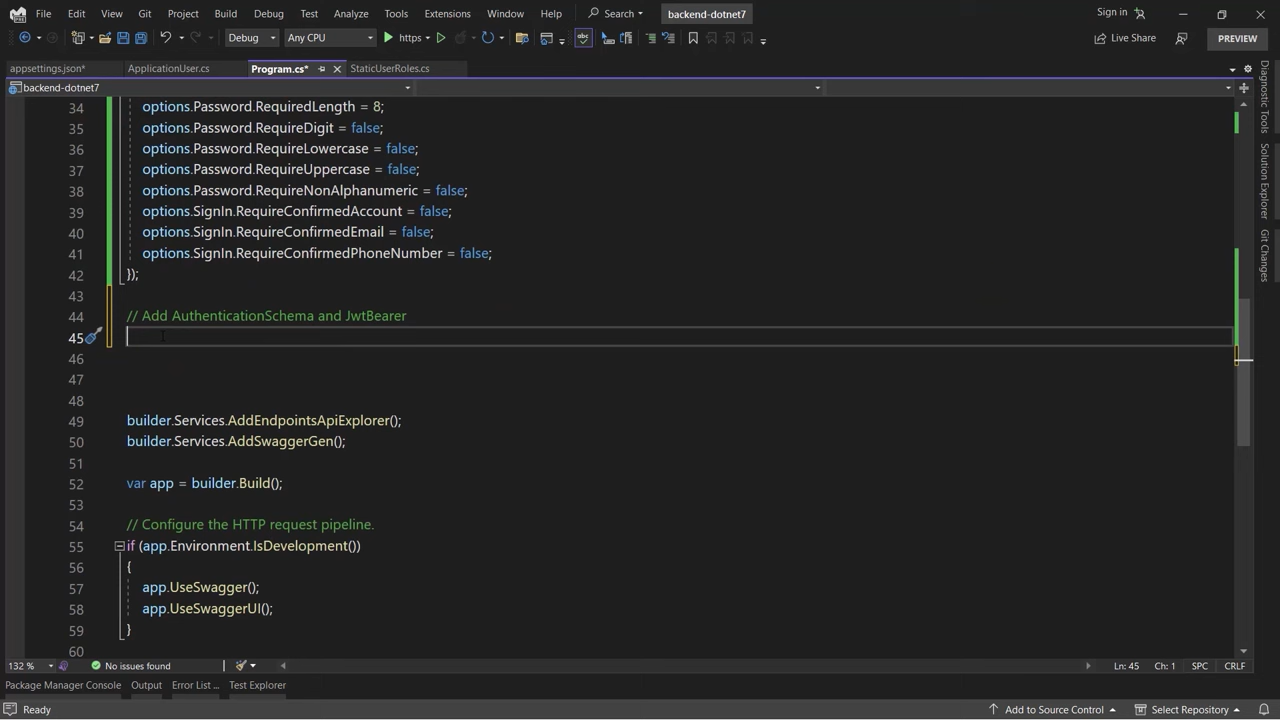 File Edit View Git Project Build Debug Test Analyze Tools Extensions Window Help Search backend-dotnet7 Sign in
PRE Debug Any CPU https abc Live Share PREVIEW
appsettings.json* ApplicationUser.cs Program.cs* StaticUserRoles.cs
backend-dotnet7
34 options.Password.RequiredLength = 8;
35 options.Password.RequireDigit = false;
36 options.Password.RequireLowercase = false;
37 options.Password.RequireUppercase = false;
38 options.Password.RequireNonAlphanumeric = false;
39 options.SignIn.RequireConfirmedAccount = false;
40 options.SignIn.RequireConfirmedEmail = false;
41 options.SignIn.RequireConfirmedPhoneNumber = false;
42 });
43
44 // Add AuthenticationSchema and JwtBearer
45
46
47
48
49 builder.Services.AddEndpointsApiExplorer();
50 builder.Services.AddSwaggerGen();
51
52 var app = builder.Build();
53
54 // Configure the HTTP request pipeline.
55 if (app.Environment.IsDevelopment())
56 {
57 app.UseSwagger();
58 app.UseSwaggerUI();
59 }
60
Diagnostic Tools
Solution Explorer
Git Changes
132 % No issues found Ln: 45 Ch: 1 SPC CRLF
Package Manager Console Output Error List ... Test Explorer
Ready Add to Source Control Select Repository